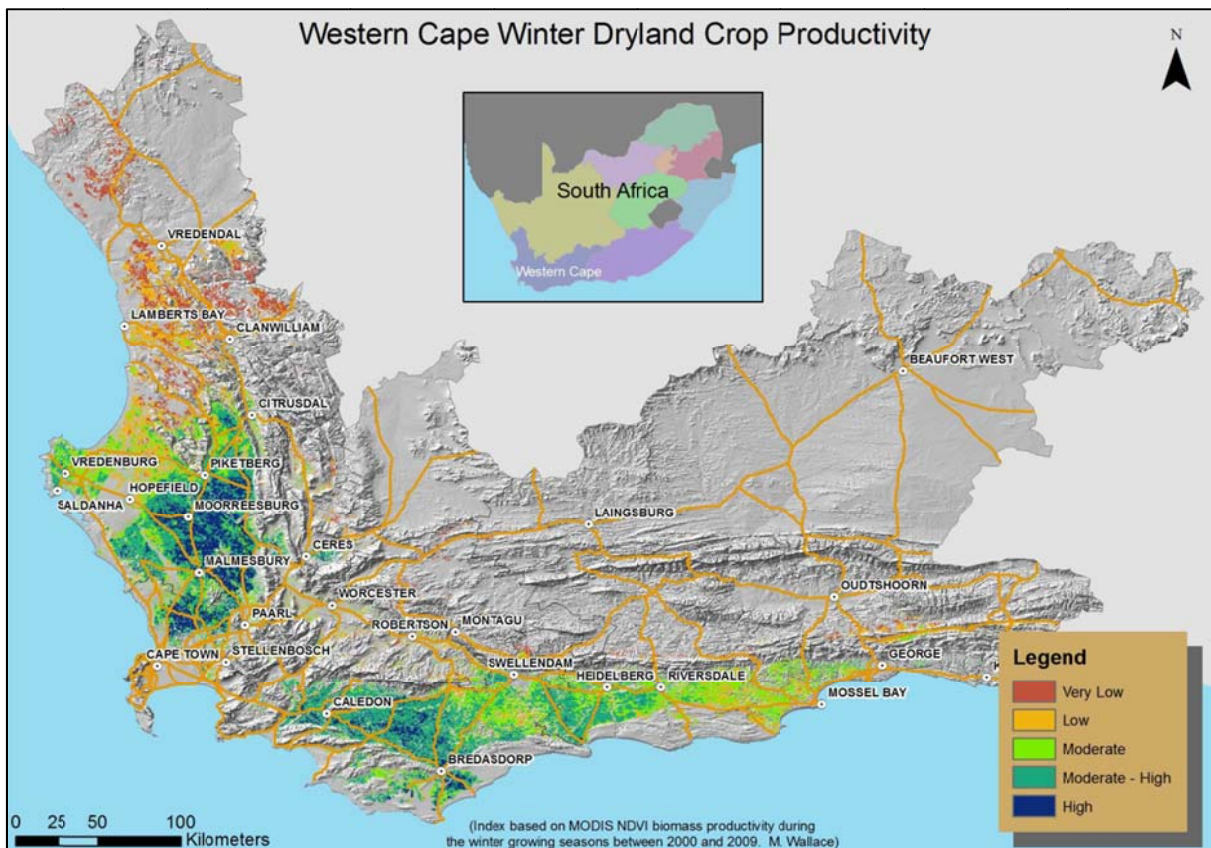 Western Cape Winter Dryland Crop Productivity
N
South Africa
Western Cape
VREDENDAL
LAMBERTS BAY
CLANWILLIAM
BEAUFORT WEST
CITRUSDAL
VREDENBURG
PIKETBERG
HOPEFIELD
SALDANHA
MOORREESBURG
LAINGSBURG
CERES
MALMESBURY
OUDTSHOORN
WORCESTER
PAARL
ROBERTSON
MONTAGU
STELLENBOSCH
CAPE TOWN
SWELLENDAM
GEORGE
HEIDELBERG
RIVERSDALE
K
MOSSEL BAY
CALEDON
BREDASDORP
Legend
Very Low
Low
Moderate
Moderate - High
High
0 25 50 100
Kilometers
(Index based on MODIS NDVI biomass productivity during
the winter growing seasons between 2000 and 2009. M. Wallace)